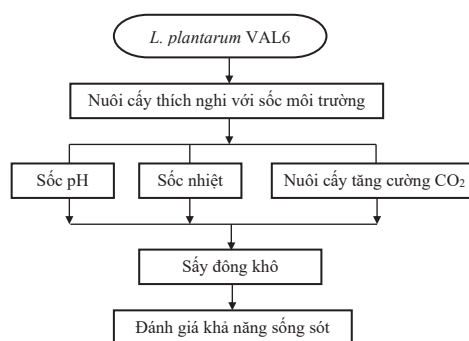 L. plantarum VAL6
Nuôi cấy thích nghi với sốc môi trường
Sốc pH
Sốc nhiệt
Nuôi cấy tăng cường CO₂
Sấy đông khô
Đánh giá khả năng sống sót